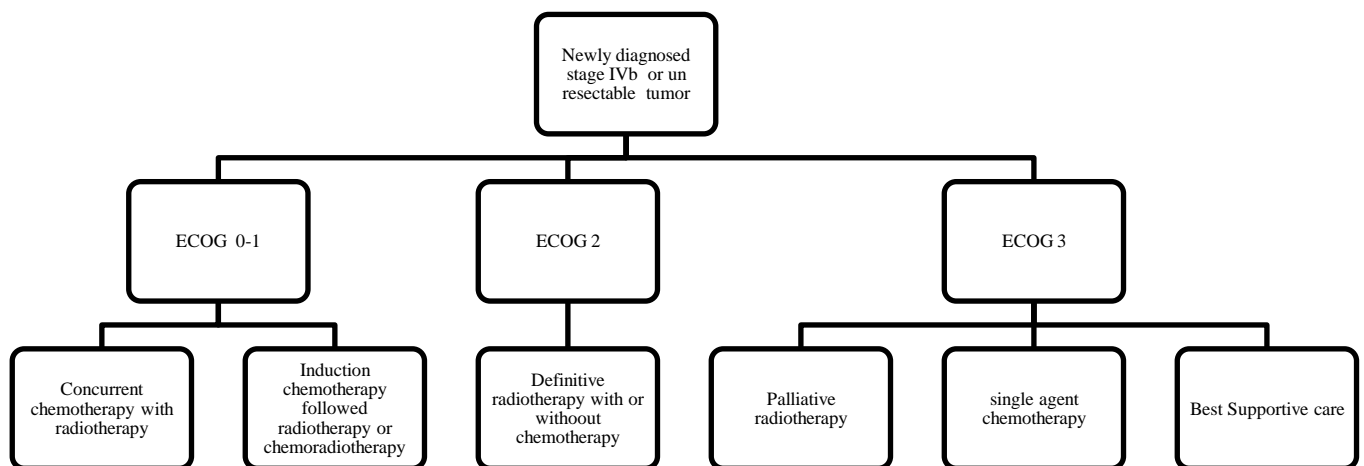 Newly diagnosed
stage IVb or un
resectable tumor
ECOG 0-1
ECOG 2
ECOG 3
Concurrent
chemotherapy with
radiotherapy
Induction
chemotherapy
followed
radiotherapy or
chemoradiotherapy
Definitive
radiotherapy with or
withoout
chemotherapy
Palliative
radiotherapy
single agent
chemotherapy
Best Supportive care